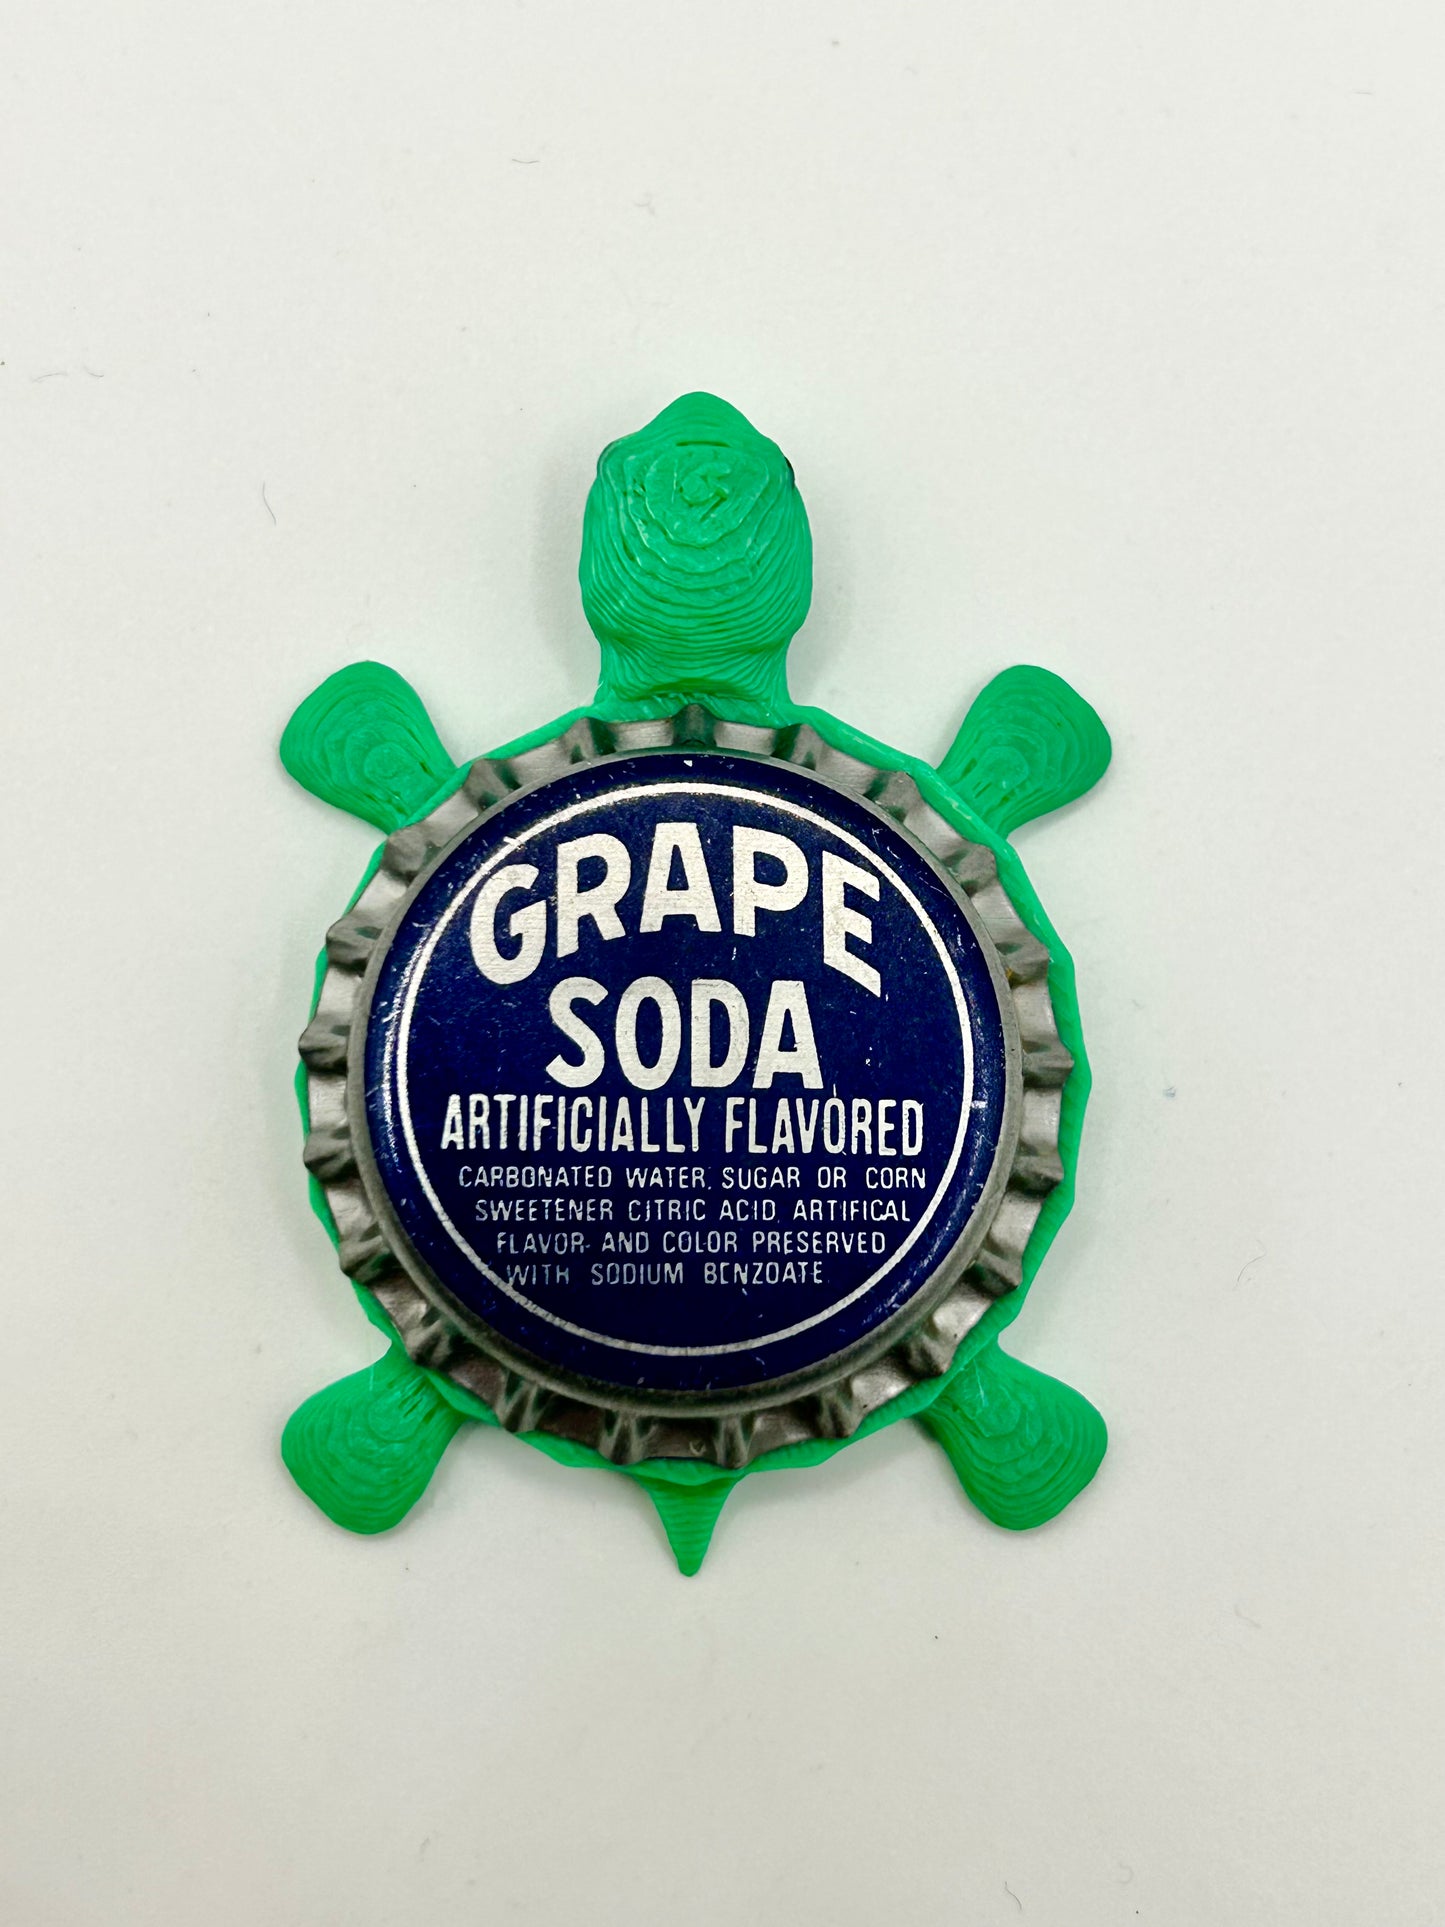 GRAPE
SODA
ARTIFICIALLY FLAVORED
CARBONATED WATER, SUGAR OR CORN
SWEETENER CITRIC ACID, ARTIFICAL
FLAVOR AND COLOR PRESERVED
WITH SODIUM BENZOATE.